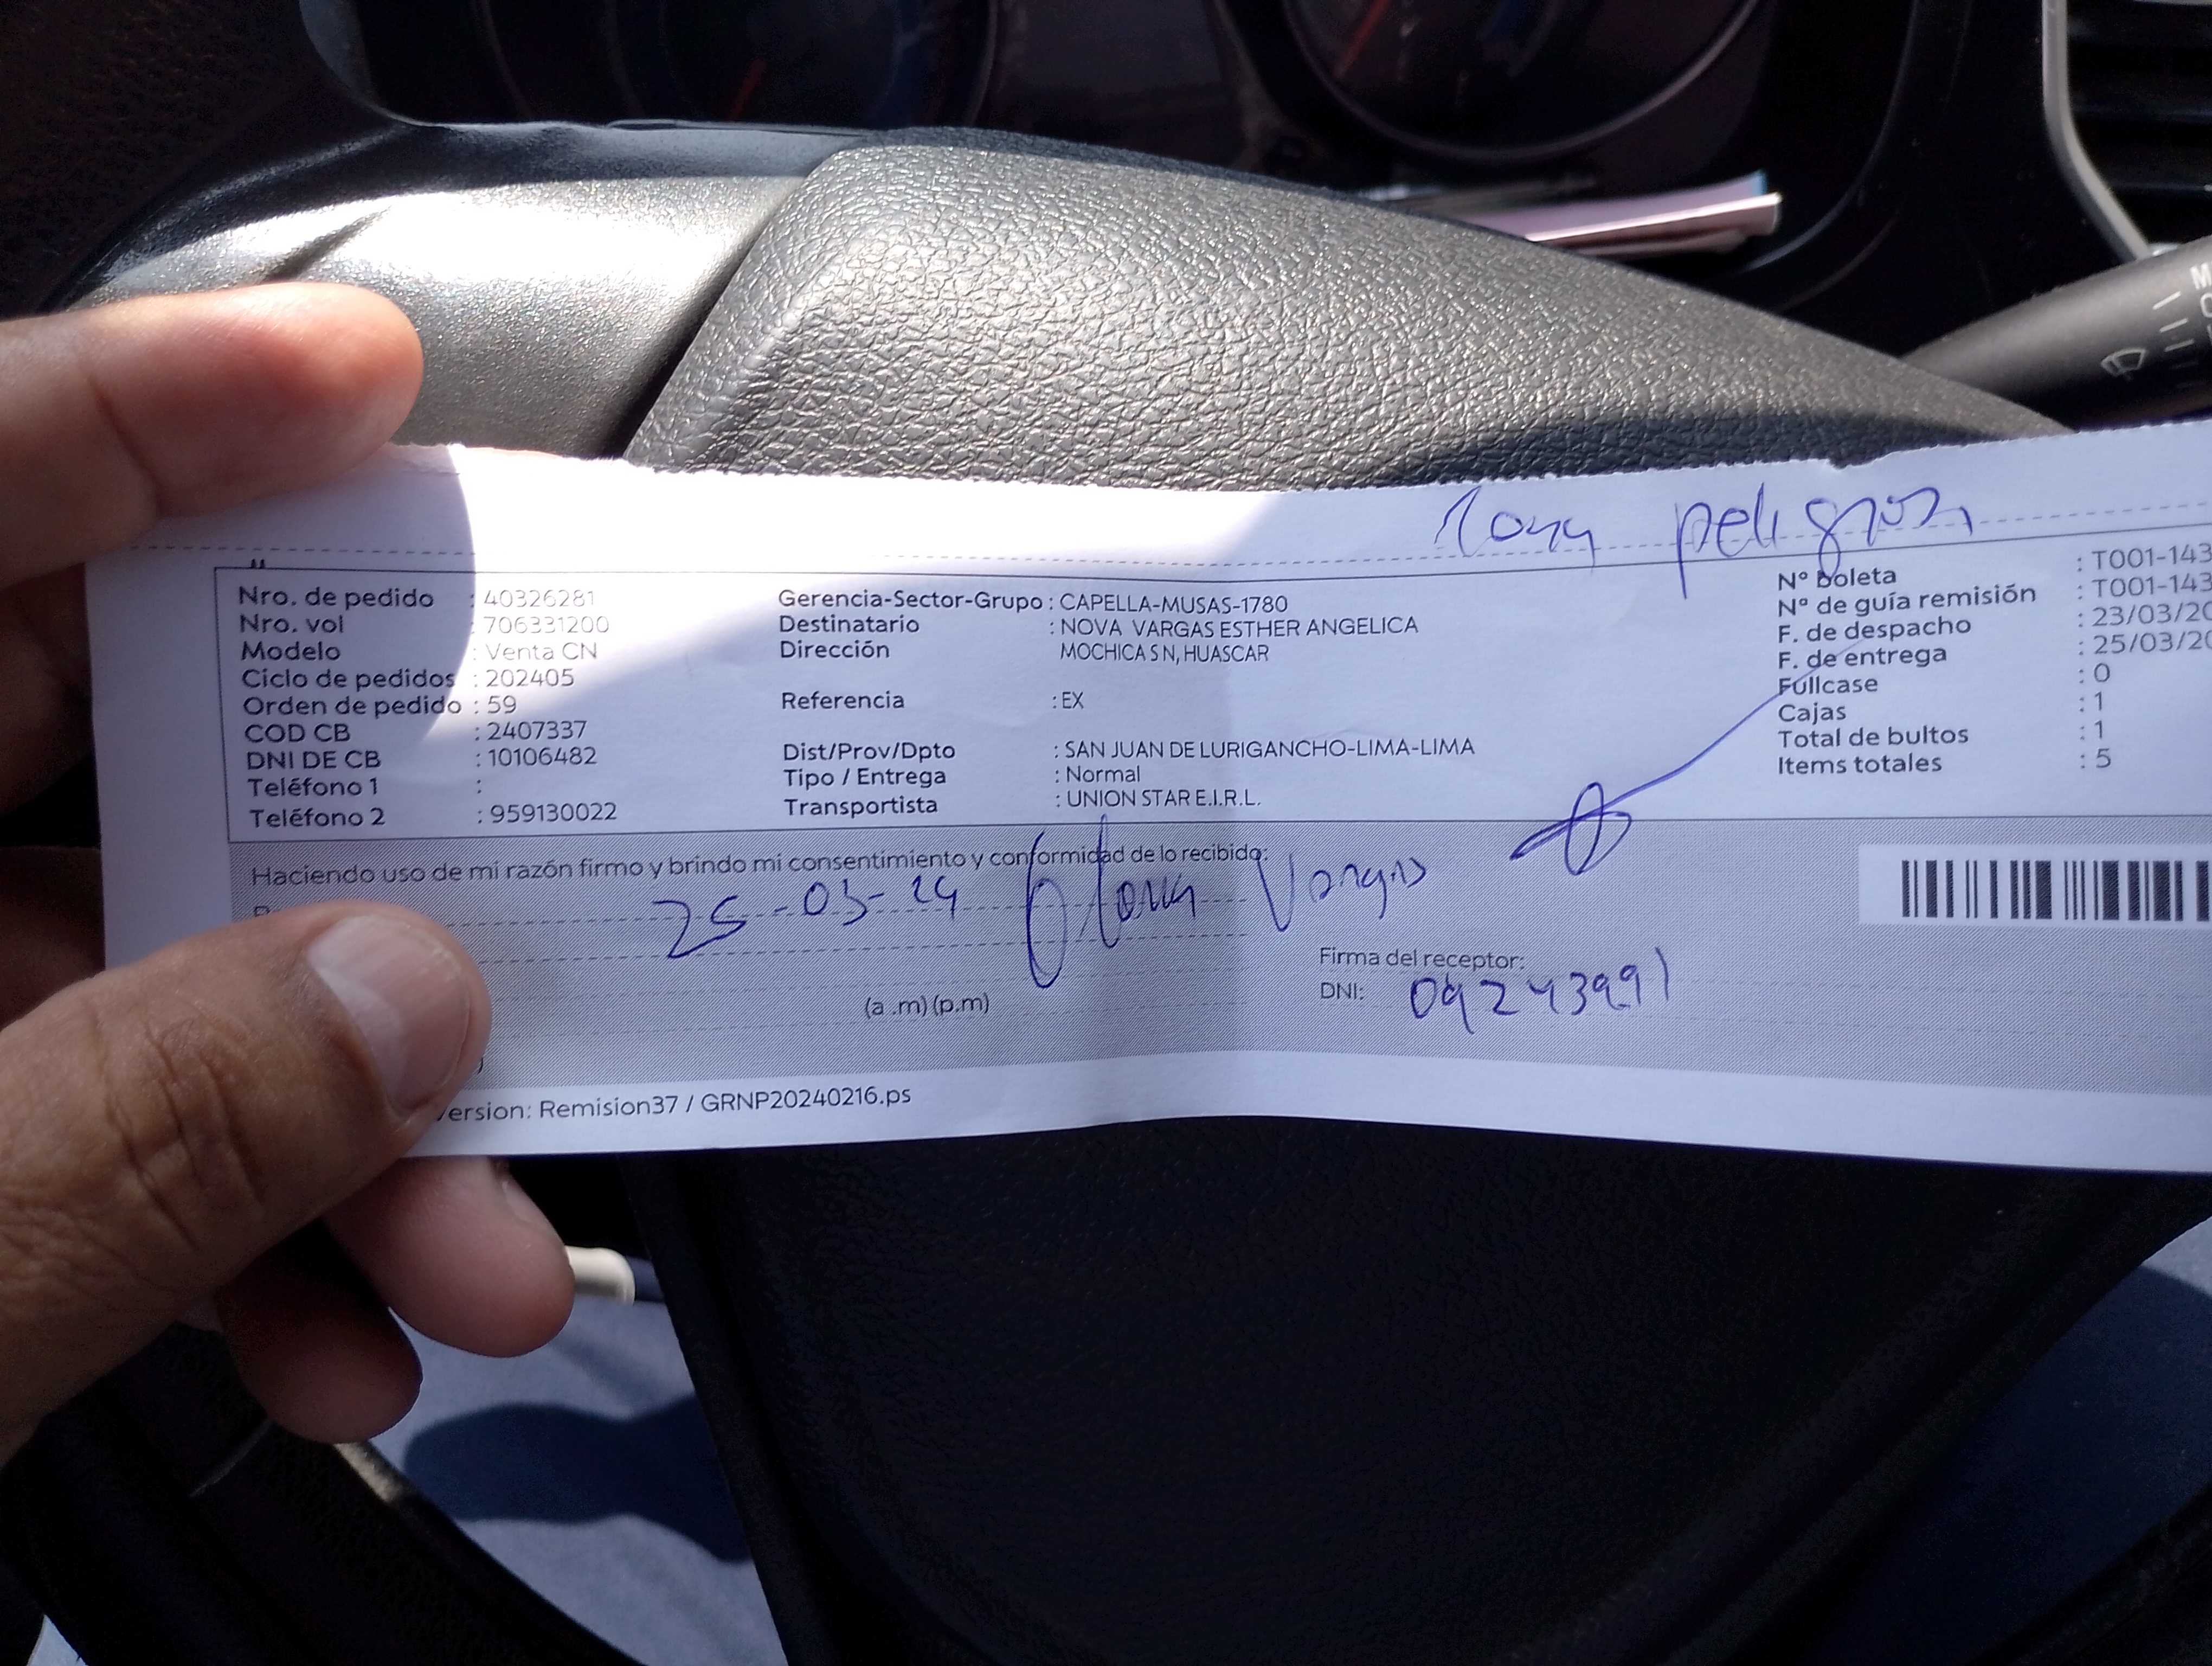 Zona peligrosa
Nro. de pedido : 40326281
Nro. vol : 706331200
Modelo : Venta CN
Ciclo de pedidos : 202405
Orden de pedido : 59
COD CB : 2407337
DNI DE CB : 10106482
Teléfono 1 :
Teléfono 2 : 959130022
Gerencia-Sector-Grupo : CAPELLA-MUSAS-1780
Destinatario : NOVA VARGAS ESTHER ANGELICA
Dirección MOCHICA S N, HUASCAR
Referencia : EX
Dist/Prov/Dpto : SAN JUAN DE LURIGANCHO-LIMA-LIMA
Tipo / Entrega : Normal
Transportista : UNION STAR E.I.R.L.
N° boleta : T001-143
N° de guía remisión : T001-143
F. de despacho : 23/03/20
F. de entrega : 25/03/20
Fullcase : 0
Cajas : 1
Total de bultos : 1
Items totales : 5
Haciendo uso de mi razón firmo y brindo mi consentimiento y conformidad de lo recibido:
25-03-24 Vargas
(a .m) (p.m)
Firma del receptor:
DNI: 09243991
ersion: Remision37 / GRNP20240216.ps